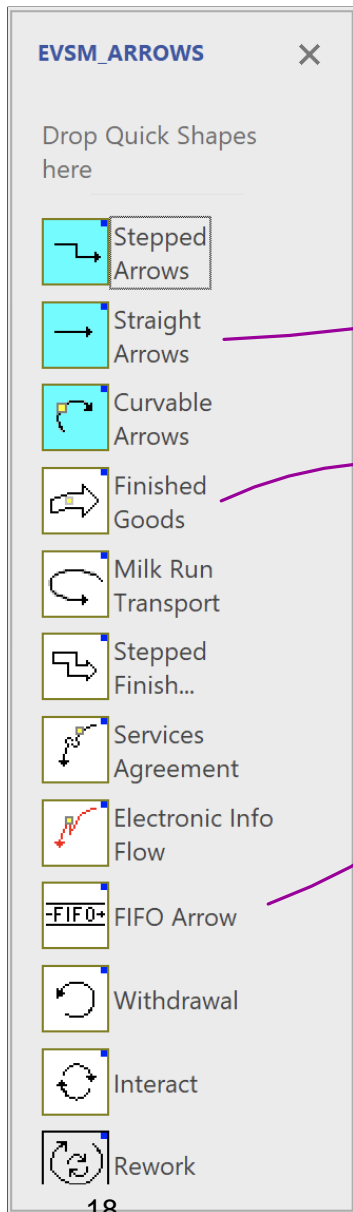 EVSM_ARROWS
Drop Quick Shapes
here
Stepped
Arrows
Straight
Arrows
Curvable
Arrows
Finished
Goods
Milk Run
Transport
Stepped
Finish...
Services
Agreement
Electronic Info
Flow
-FIFO→ FIFO Arrow
Withdrawal
Interact
Rework
18